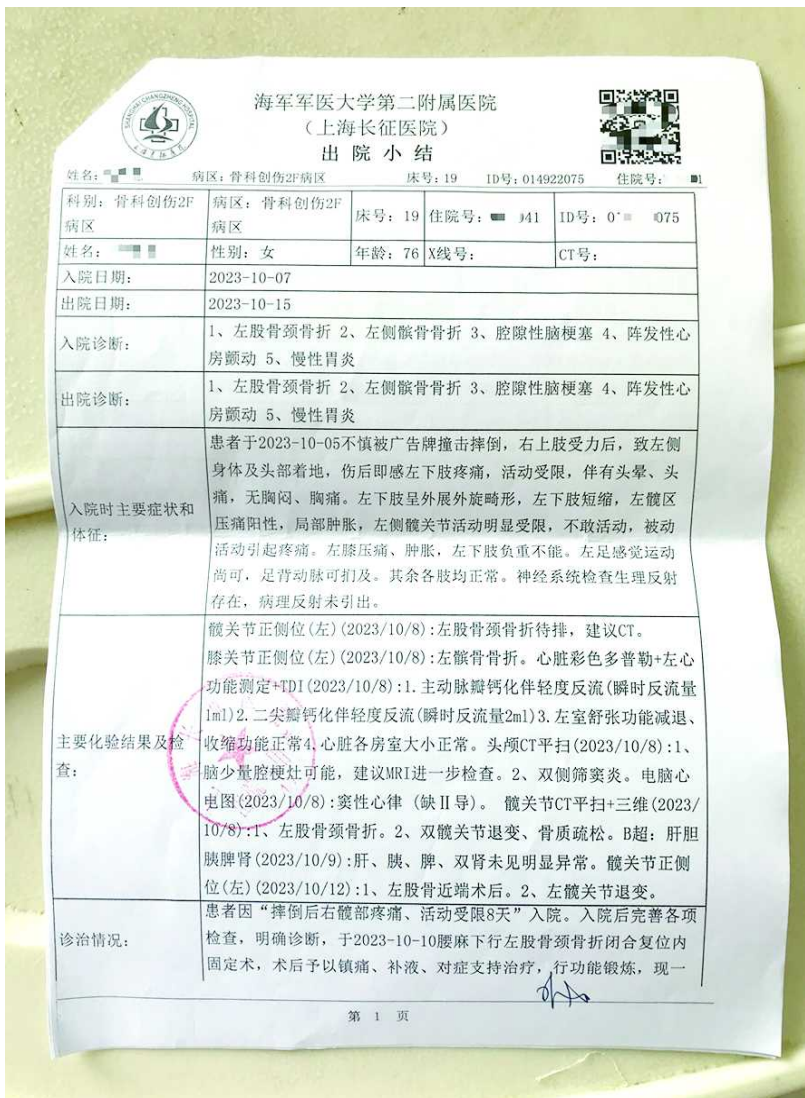 海军军医大学第二附属医院
(上海长征医院)
出院小结
姓名: 病区:骨科创伤2F病区 床号:19 ID号:014922075 住院号: 1
科别:骨科创伤2F病区 病区:骨科创伤2F病区 床号:19 住院号: 041 ID号:0 075
姓名: 性别:女 年龄:76 X线号: CT号:
入院日期: 2023-10-07
出院日期: 2023-10-15
入院诊断:
1、左股骨颈骨折 2、左侧髌骨骨折 3、腔隙性脑梗塞 4、阵发性心
房颤动 5、慢性胃炎
出院诊断:
1、左股骨颈骨折 2、左侧髌骨骨折 3、腔隙性脑梗塞 4、阵发性心
房颤动 5、慢性胃炎
入院时主要症状和
体征:
患者于2023-10-05不慎被广告牌撞击摔倒,右上肢受力后,致左侧
身体及头部着地,伤后即感左下肢疼痛,活动受限,伴有头晕、头
痛,无胸闷、胸痛。左下肢呈外展外旋畸形,左下肢短缩,左髋区
压痛阳性,局部肿胀,左侧髋关节活动明显受限,不敢活动,被动
活动引起疼痛。左膝压痛、肿胀,左下肢负重不能。左足感觉运动
尚可,足背动脉可扪及。其余各肢均正常。神经系统检查生理反射
存在,病理反射未引出。
主要化验结果及检
查:
髋关节正侧位(左)(2023/10/8):左股骨颈骨折待排,建议CT。
膝关节正侧位(左)(2023/10/8):左髌骨骨折。心脏彩色多普勒+左心
功能测定+TDI(2023/10/8):1.主动脉瓣钙化伴轻度反流(瞬时反流量
1ml)2.二尖瓣钙化伴轻度反流(瞬时反流量2ml)3.左室舒张功能减退、
收缩功能正常4.心脏各房室大小正常。头颅CT平扫(2023/10/8):1、
脑少量腔梗灶可能,建议MRI进一步检查。2、双侧筛窦炎。电脑心
电图(2023/10/8):窦性心律(缺Ⅱ导)。髋关节CT平扫+三维(2023/
10/8):1、左股骨颈骨折。2、双髋关节退变、骨质疏松。B超:肝胆
胰脾肾(2023/10/9):肝、胰、脾、双肾未见明显异常。髋关节正侧
位(左)(2023/10/12):1、左股骨近端术后。2、左髋关节退变。
诊治情况:
患者因“摔倒后右髋部疼痛、活动受限8天”入院。入院后完善各项
检查,明确诊断,于2023-10-10腰麻下行左股骨颈骨折闭合复位内
固定术,术后予以镇痛、补液、对症支持治疗,行功能锻炼,现一
第 1 页